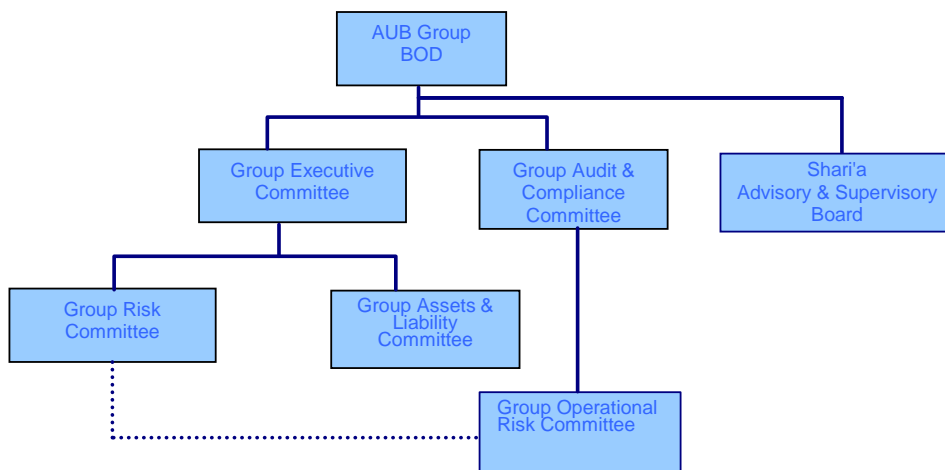 AUB Group
BOD
Group Executive
Committee
Group Audit &
Compliance
Committee
Shari'a
Advisory & Supervisory
Board
Group Risk
Committee
Group Assets &
Liability
Committee
Group Operational
Risk Committee